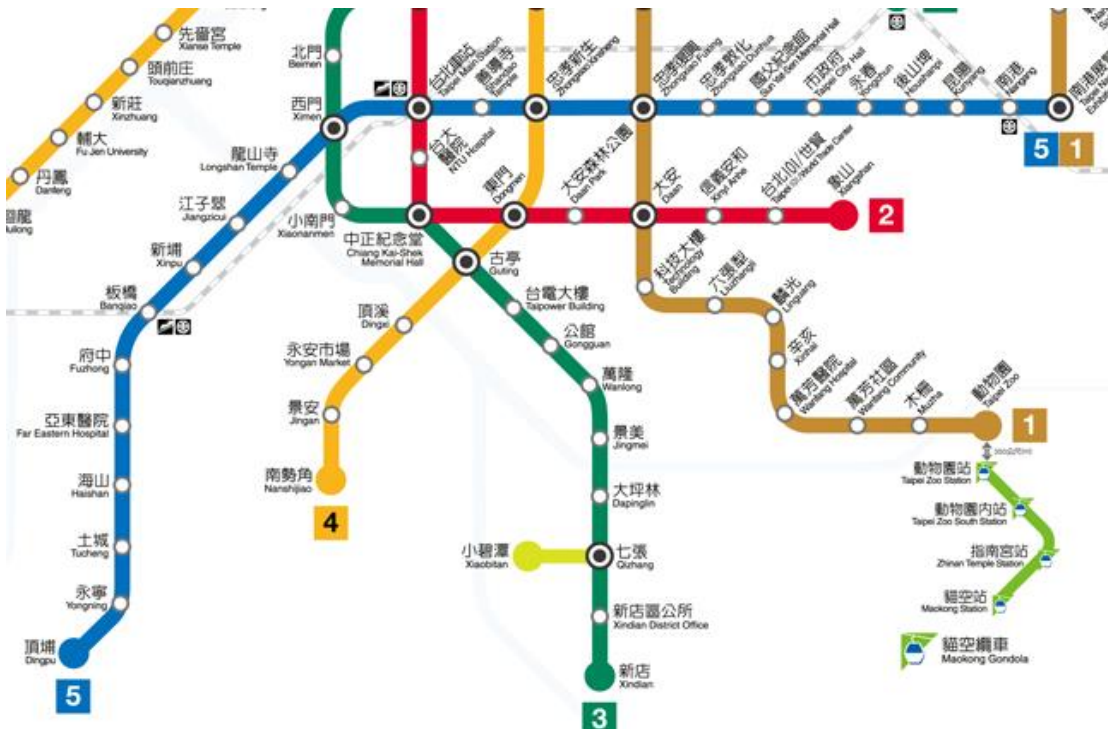 先嗇宮
Xianse Temple
頭前庄
Touqianzhuang
新莊
Xinzhuang
輔大
Fu Jen University
丹鳳
Danfeng
迴龍
Huilong
北門
Beimen
西門
Ximen
龍山寺
Longshan Temple
江子翠
Jiangzicui
新埔
Xinpu
板橋
Banqiao
府中
Fuzhong
亞東醫院
Far Eastern Hospital
海山
Haishan
土城
Tucheng
永寧
Yongning
頂埔
Dingpu
5
台北車站
Taipei Main Station
善導寺
Shandao
Temple
忠孝新生
Zhongxiao Xinsheng
忠孝復興
Zhongxiao Fuxing
忠孝敦化
Zhongxiao Dunhua
國父紀念館
Sun Yat-Sen Memorial Hall
市政府
Taipei City Hall
永春
Yongchun
後山埤
Houshanpi
昆陽
Kunyang
南港
Nangang
南港展
Taipei Na
Exhibit
5
1
台大
醫院
NTU Hospital
小南門
Xiaonanmen
中正紀念堂
Chiang Kai-Shek
Memorial Hall
東門
Dongmen
大安森林公園
Daan Park
大安
Daan
信義安和
Xinyi Anhe
台北101/世貿
Taipei 101/World Trade Center
象山
Xiangshan
2
古亭
Guting
頂溪
Dingxi
永安市場
Yongan Market
景安
Jingan
南勢角
Nanshijiao
4
台電大樓
Taipower Building
公館
Gongguan
萬隆
Wanlong
景美
Jingmei
大坪林
Dapinglin
七張
Qizhang
小碧潭
Xiaobitan
新店區公所
Xindian District Office
新店
Xindian
3
科技大樓
Technology
Building
六張犁
Liuzhangli
麟光
Linguang
辛亥
Xinhai
萬芳醫院
Wanfang Hospital
萬芳社區
Wanfang Community
木柵
Muzha
動物園
Taipei Zoo
1
動物園站
Taipei Zoo Station
動物園內站
Taipei Zoo South Station
指南宮站
Zhinan Temple Station
貓空站
Maokong Station
貓空纜車
Maokong Gondola